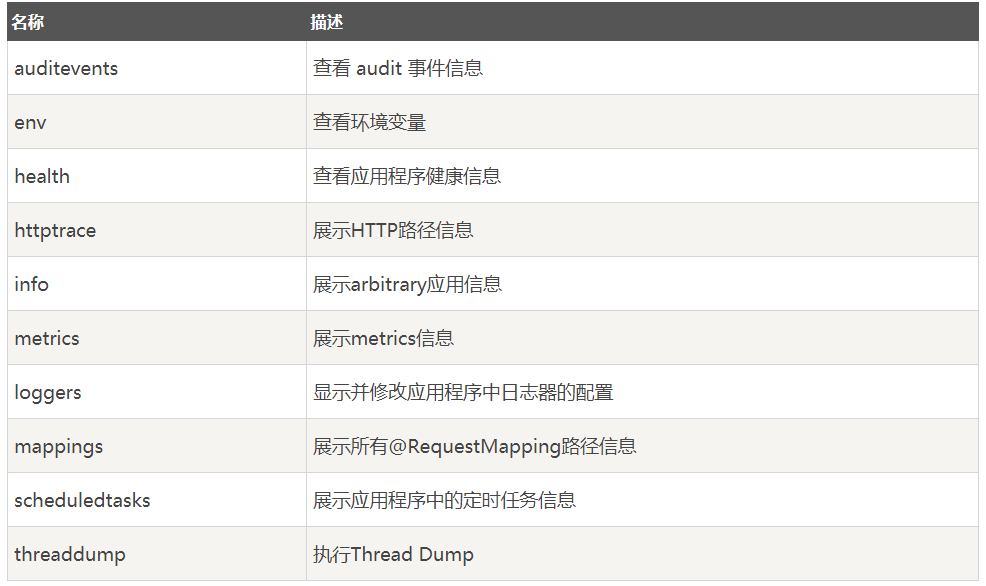 名称 描述
auditevents 查看 audit 事件信息
env 查看环境变量
health 查看应用程序健康信息
httptrace 展示HTTP路径信息
info 展示arbitrary应用信息
metrics 展示metrics信息
loggers 显示并修改应用程序中日志器的配置
mappings 展示所有@RequestMapping路径信息
scheduledtasks 展示应用程序中的定时任务信息
threaddump 执行Thread Dump